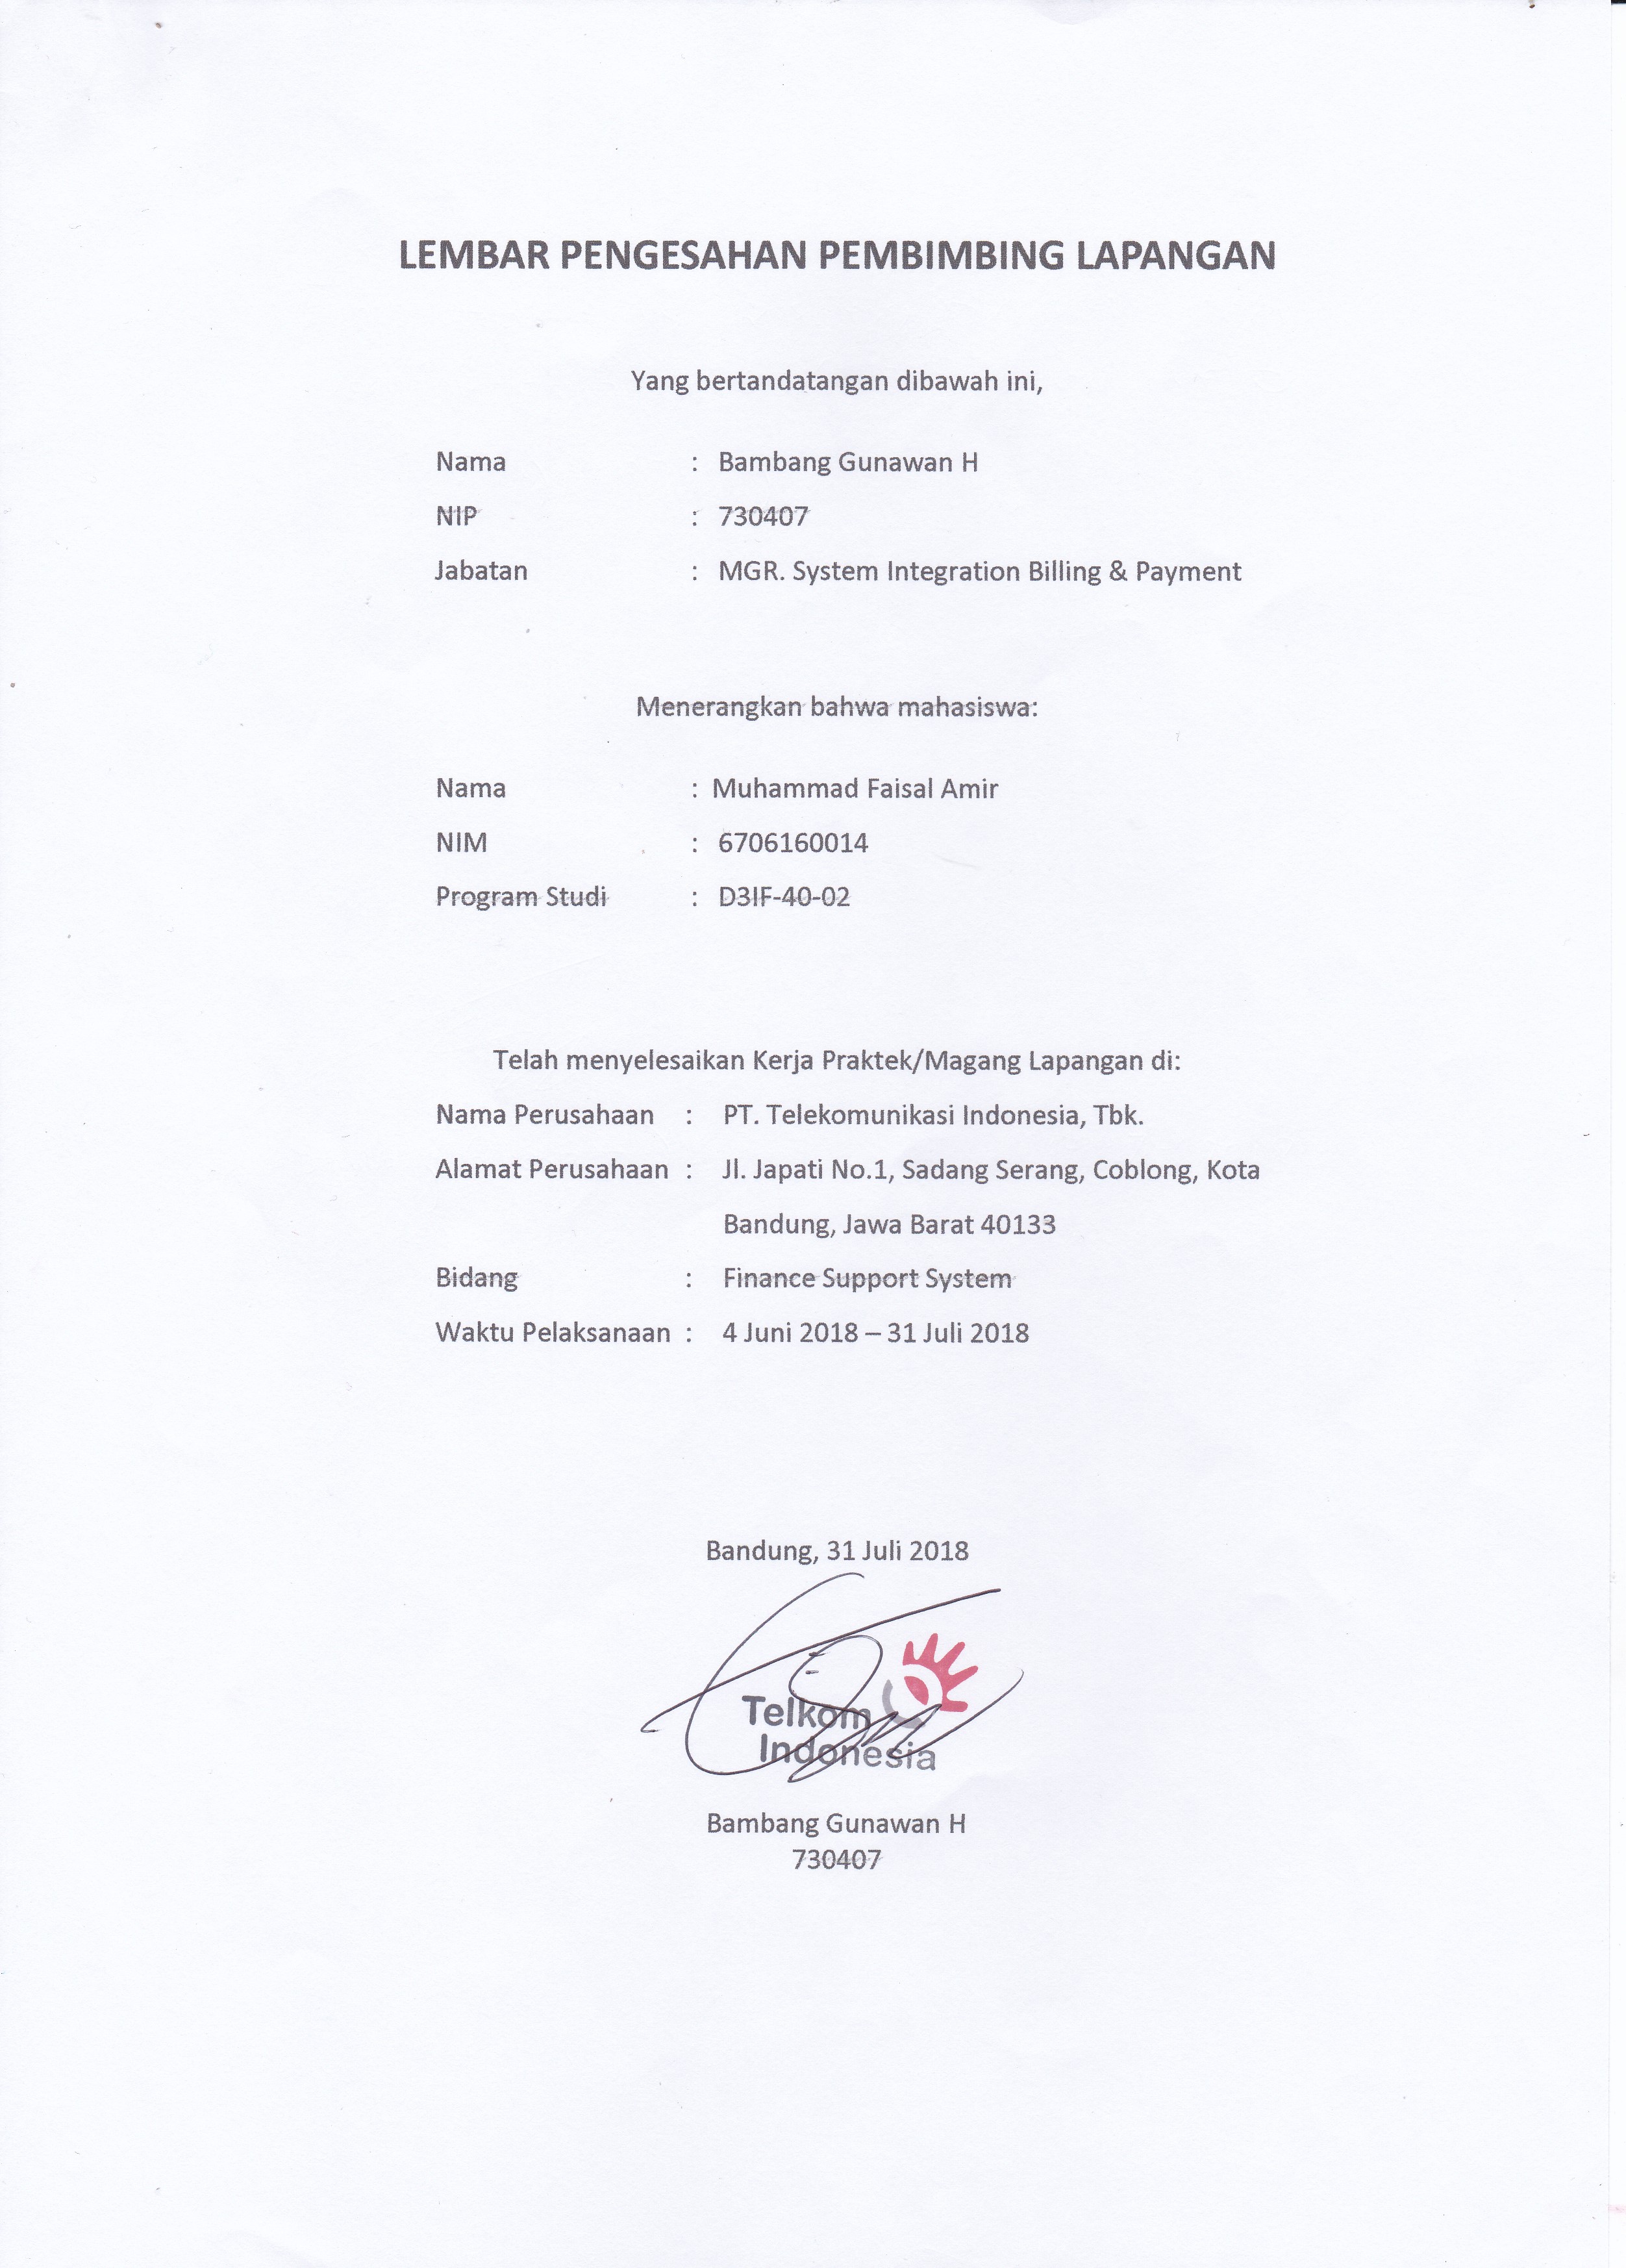 LEMBAR PENGESAHAN PEMBIMBING LAPANGAN
Yang bertandatangan dibawah ini,
Nama : Bambang Gunawan H
NIP : 730407
Jabatan : MGR. System Integration Billing & Payment
Menerangkan bahwa mahasiswa:
Nama : Muhammad Faisal Amir
NIM : 6706160014
Program Studi : D3IF-40-02
Telah menyelesaikan Kerja Praktek/Magang Lapangan di:
Nama Perusahaan : PT. Telekomunikasi Indonesia, Tbk.
Alamat Perusahaan : Jl. Japati No.1, Sadang Serang, Coblong, Kota
Bandung, Jawa Barat 40133
Bidang : Finance Support System
Waktu Pelaksanaan : 4 Juni 2018 – 31 Juli 2018
Bandung, 31 Juli 2018
Telkom
Indonesia
Bambang Gunawan H
730407